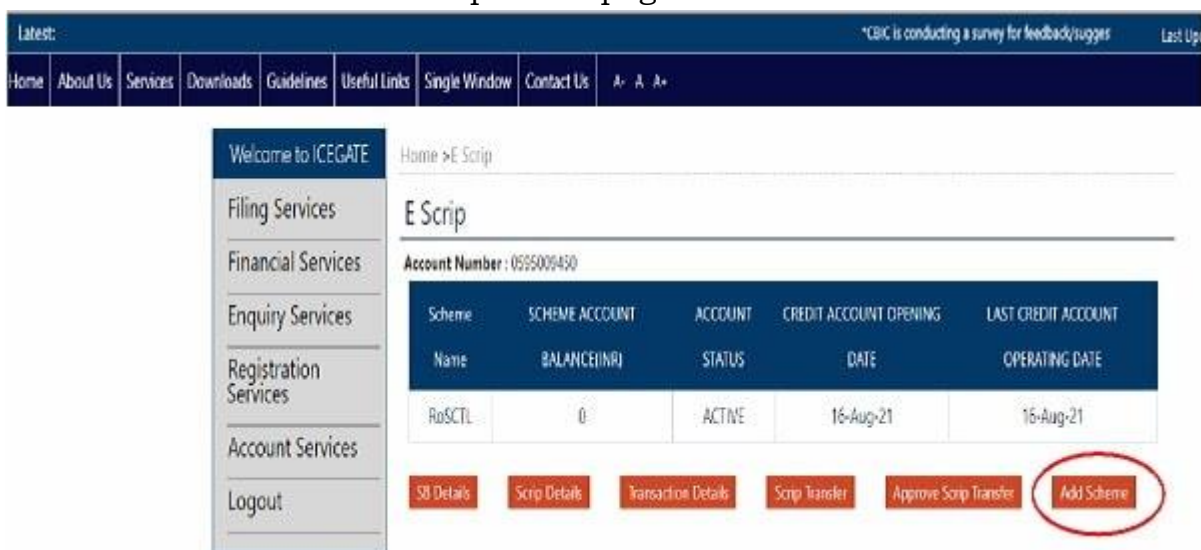 Latest:
*CBIC is conducting a survey for feedback/sugges
Last Up
Home About Us Services Downloads Guidelines Useful Links Single Window Contact Us A- A A+
Welcome to ICEGATE
Filing Services
Financial Services
Enquiry Services
Registration
Services
Account Services
Logout
Home >E Scrip
E Scrip
Account Number : 0595009450
Scheme Name SCHEME ACCOUNT BALANCE(INR) ACCOUNT STATUS CREDIT ACCOUNT OPENING DATE LAST CREDIT ACCOUNT OPERATING DATE
RoSCTL 0 ACTIVE 16-Aug-21 16-Aug-21
SB Details Scrip Details Transaction Details Scrip Transfer Approve Scrip Transfer Add Scheme